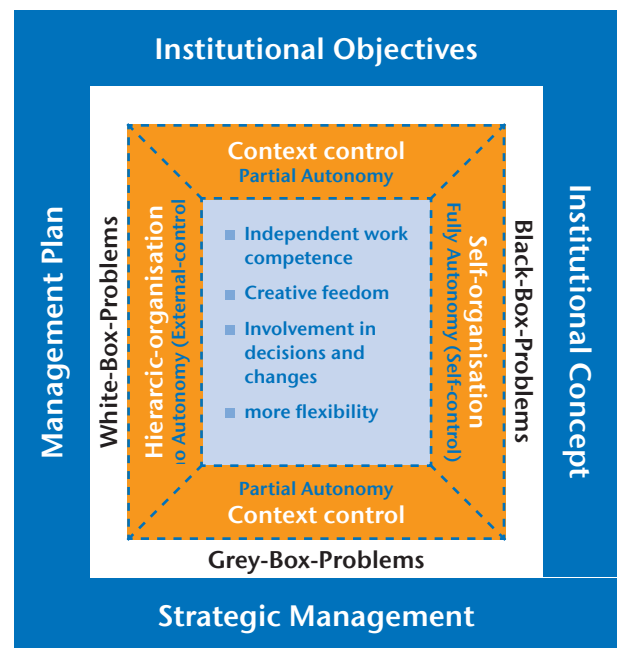 Institutional Objectives
Management Plan
White-Box-Problems
Hierarcic-organisation
o Autonomy (External-control
Context control
Partial Autonomy
Independent work
competence
Creative feedom
Involvement in
decisions and
changes
more flexibility
Fully Autonomy (Self-control)
Self-organisation
Black-Box-Problems
Institutional Concept
Partial Autonomy
Context control
Grey-Box-Problems
Strategic Management